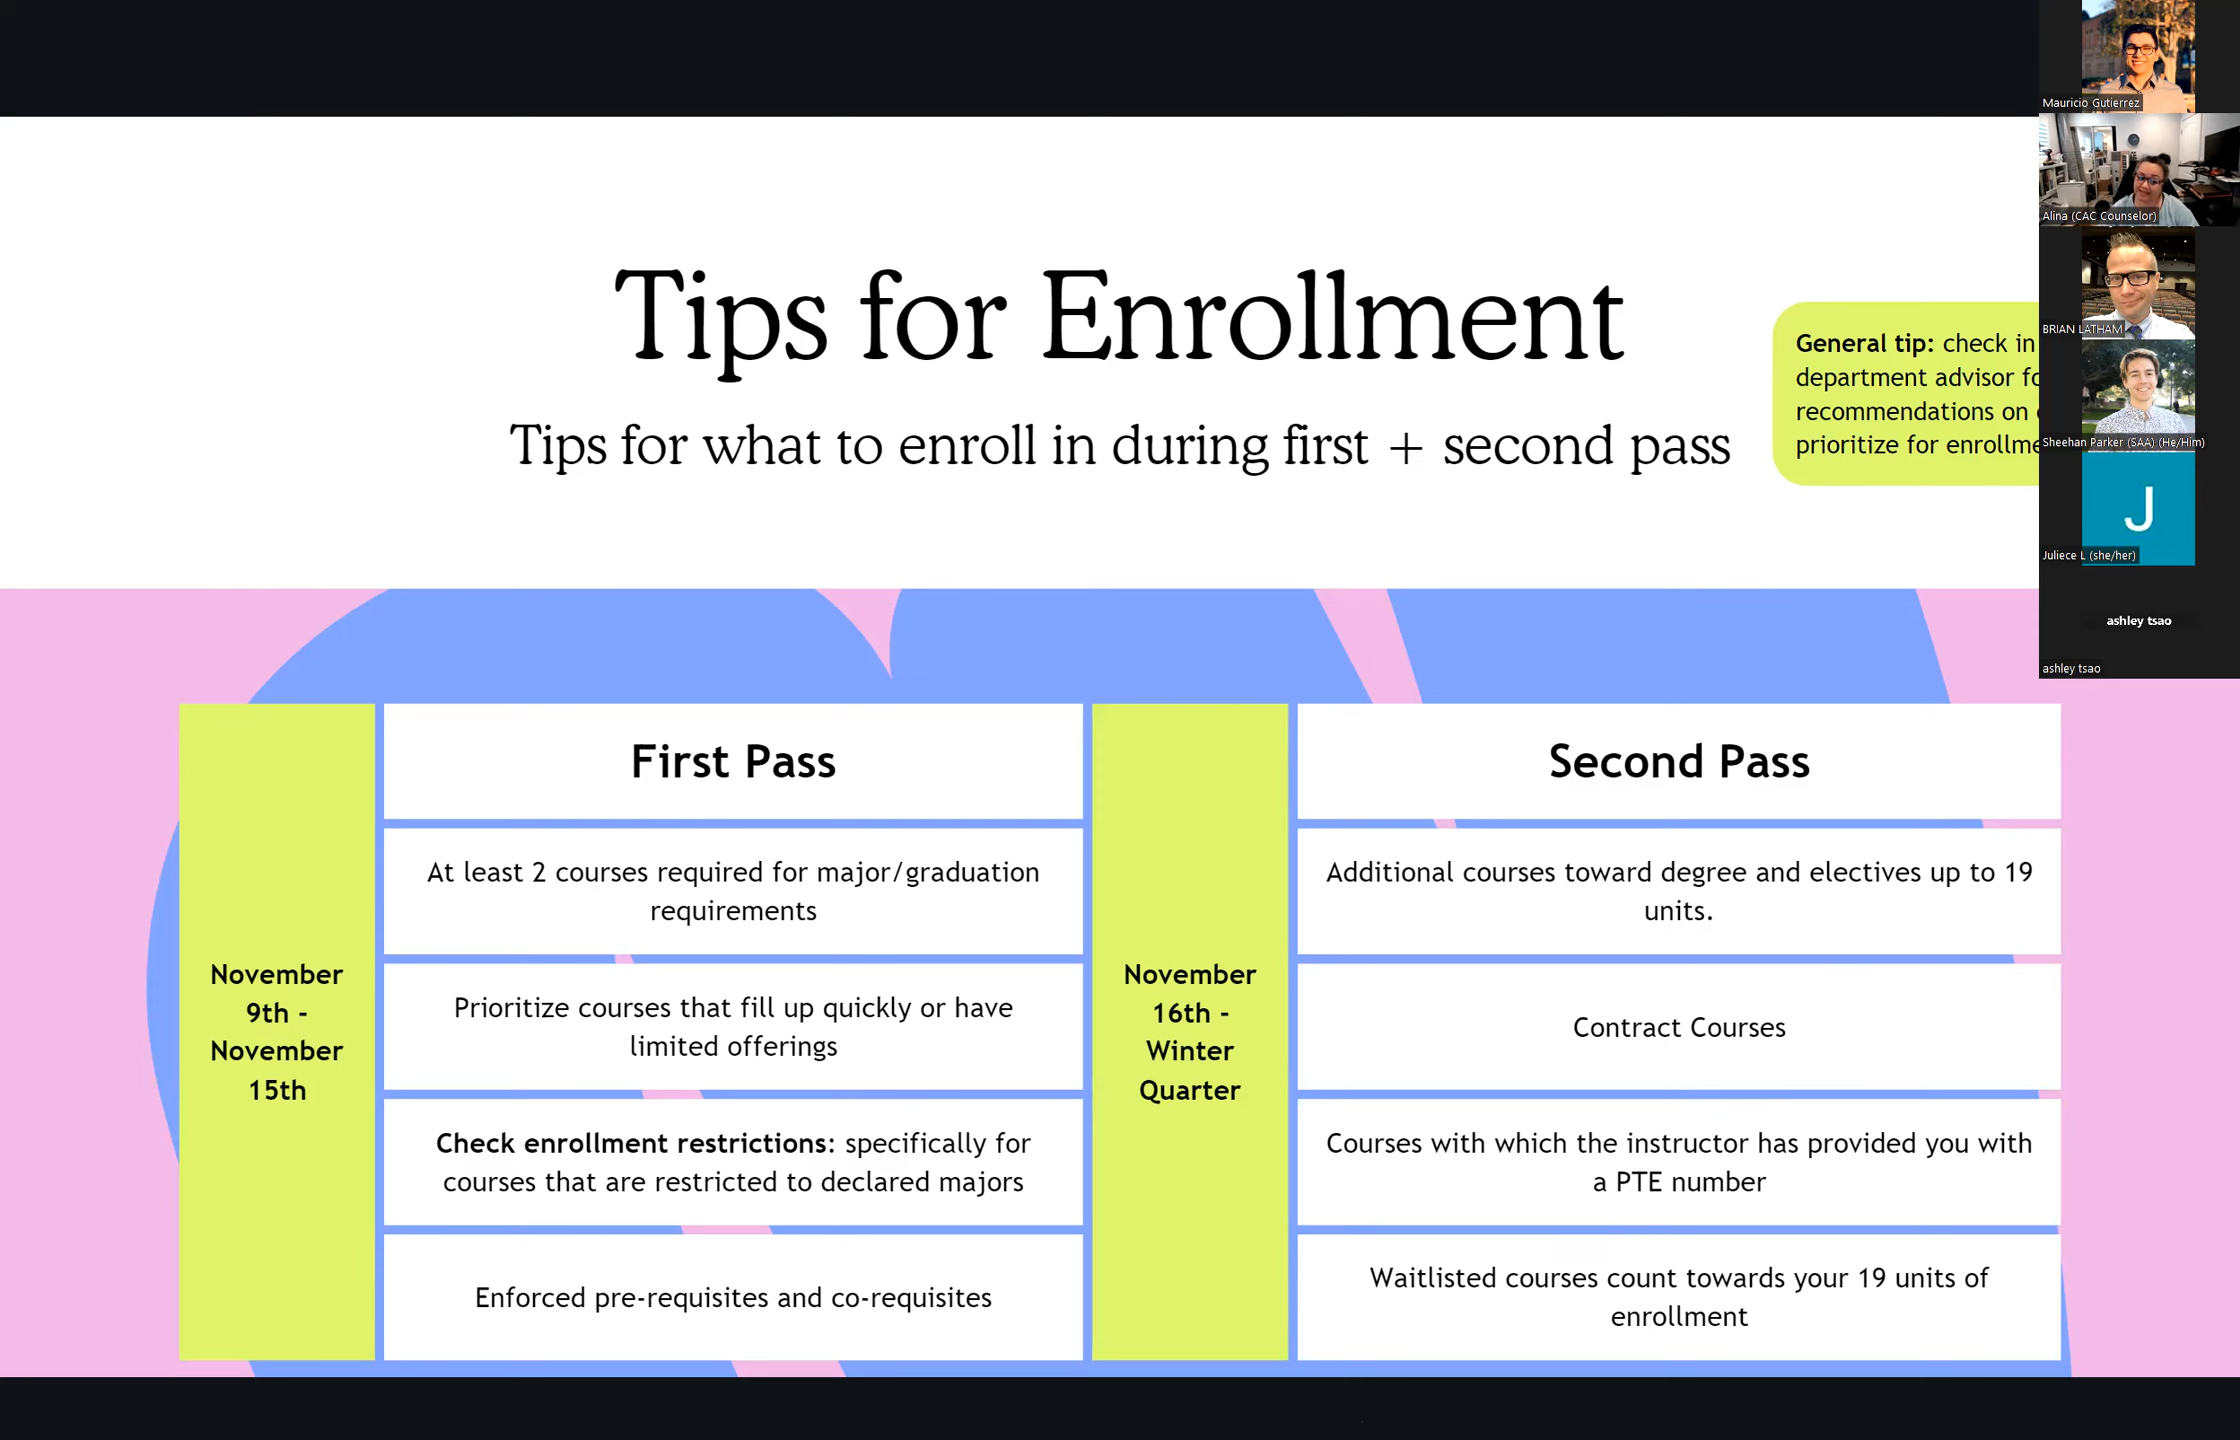 Tips for Enrollment
Tips for what to enroll in during first + second pass
General tip: check in
department advisor
recommendations on
prioritize for
November
9th -
November
15th
First Pass
At least 2 courses required for major/graduation
requirements
Prioritize courses that fill up quickly or have
limited offerings
Check enrollment restrictions: specifically for
courses that are restricted to declared majors
Enforced pre-requisites and co-requisites
November
16th -
Winter
Quarter
Second Pass
Additional courses toward degree and electives up to 19
units.
Contract Courses
Courses with which the instructor has provided you with
a PTE number
Waitlisted courses count towards your 19 units of
enrollment
Mauricio Gutierrez
Alina (CAC Counselor)
BRIAN LATHAM
Sheehan Parker (SAA) (He/Him)
J
Juliece L (she/her)
ashley tsao
ashley tsao